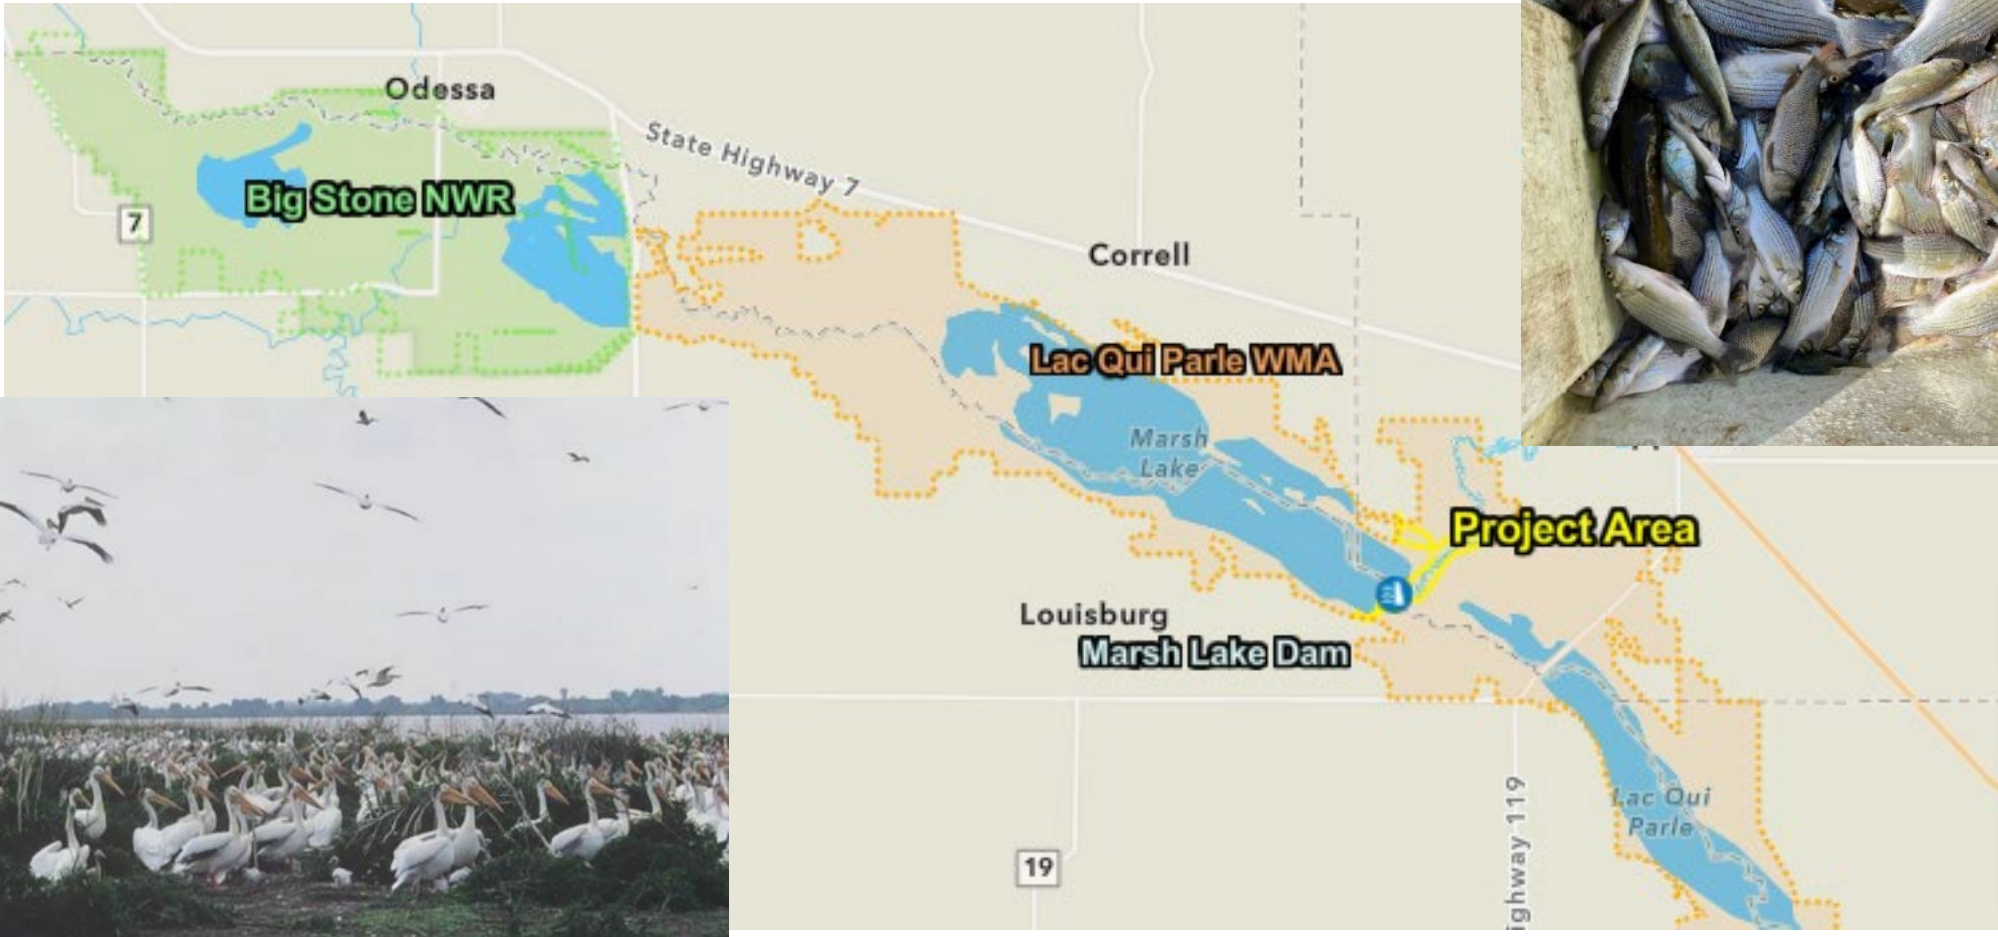 Odessa
State Highway 7
Big Stone NWR
7
Correll
Lac Qui Parle WMA
Marsh
Lake
Project Area
Louisburg
Marsh Lake Dam
Lac Qui
Parle
ighway 119
19